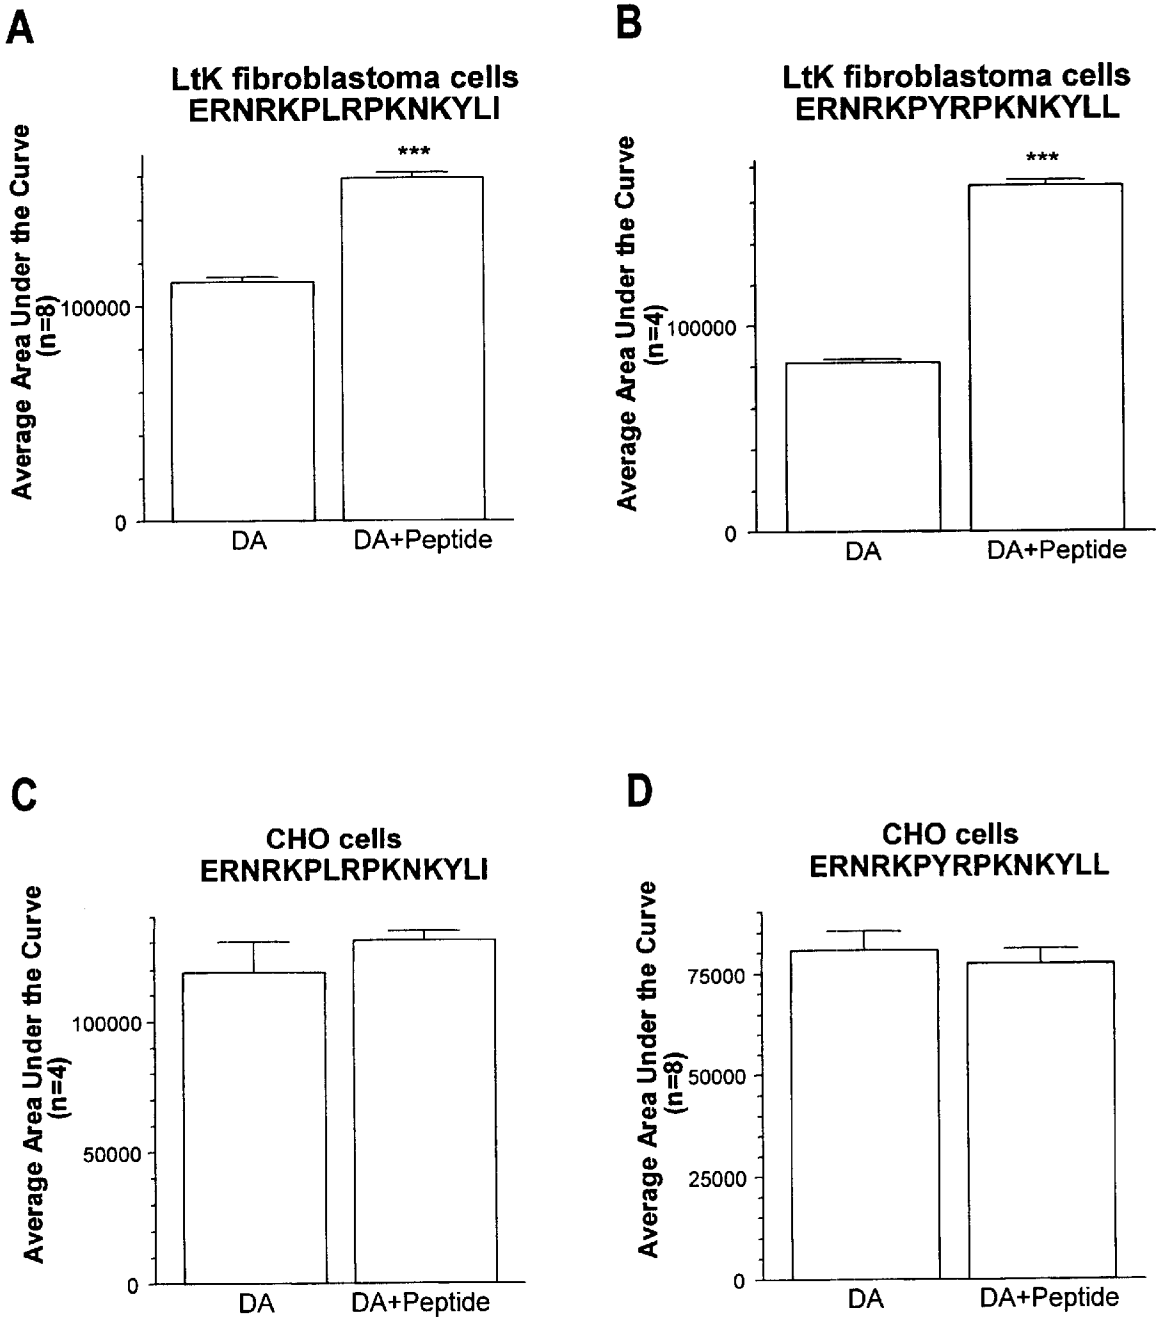 A
LtK fibroblastoma cells
ERNRKPLRPKNKYLI
Average Area Under the Curve
(n=8)
***
100000
0
DA
DA+Peptide
B
LtK fibroblastoma cells
ERNRKPYRPKNKYLL
Average Area Under the Curve
(n=4)
***
100000
0
DA
DA+Peptide
C
CHO cells
ERNRKPLRPKNKYLI
Average Area Under the Curve
(n=4)
100000
50000
0
DA
DA+Peptide
D
CHO cells
ERNRKPYRPKNKYLL
Average Area Under the Curve
(n=8)
75000
50000
25000
0
DA
DA+Peptide